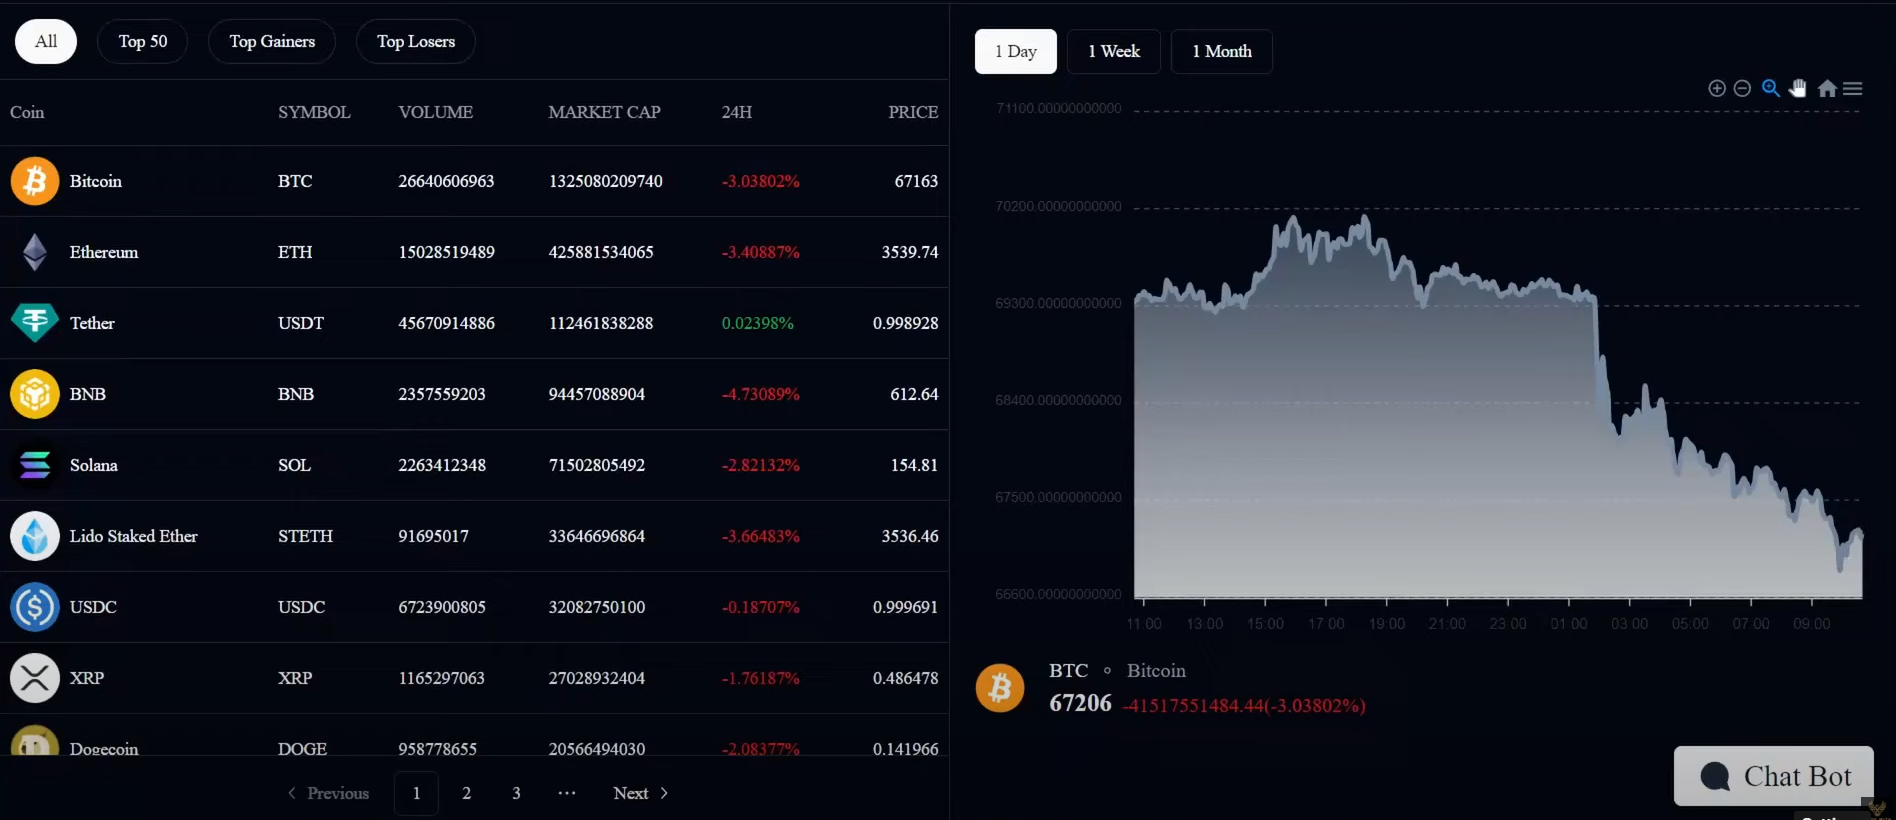 All Top 50 Top Gainers Top Losers
Coin SYMBOL VOLUME MARKET CAP 24H PRICE
Bitcoin BTC 26640606963 1325080209740 -3.03802% 67163
Ethereum ETH 15028519489 425881534065 -3.40887% 3539.74
Tether USDT 45670914886 112461838288 0.02398% 0.998928
BNB BNB 2357559203 94457088904 -4.73089% 612.64
Solana SOL 2263412348 71502805492 -2.82132% 154.81
Lido Staked Ether STETH 91695017 33646696864 -3.66483% 3536.46
USDC USDC 6723900805 32082750100 -0.18707% 0.999691
XRP XRP 1165297063 27028932404 -1.76187% 0.486478
Dogecoin DOGE 958778655 20566494030 -2.08377% 0.141966
Previous 1 2 3 ... Next
1 Day 1 Week 1 Month
71100.00000000000
70200.00000000000
69300.00000000000
68400.00000000000
67500.00000000000
66600.00000000000
11:00 13:00 15:00 17:00 19:00 21:00 23:00 01:00 03:00 05:00 07:00 09:00
BTC Bitcoin
67206 -41517551484.44(-3.03802%)
Chat Bot